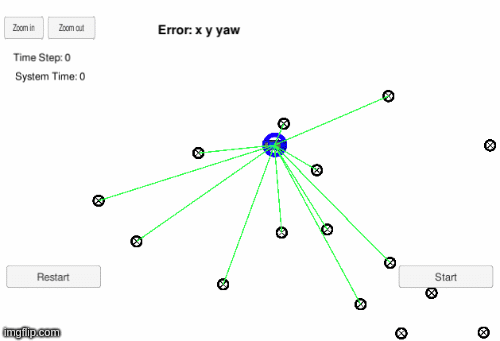 Zoom in
Zoom out
Error: x y yaw
Time Step: 0
System Time: 0
Restart
Start
imgflip.com